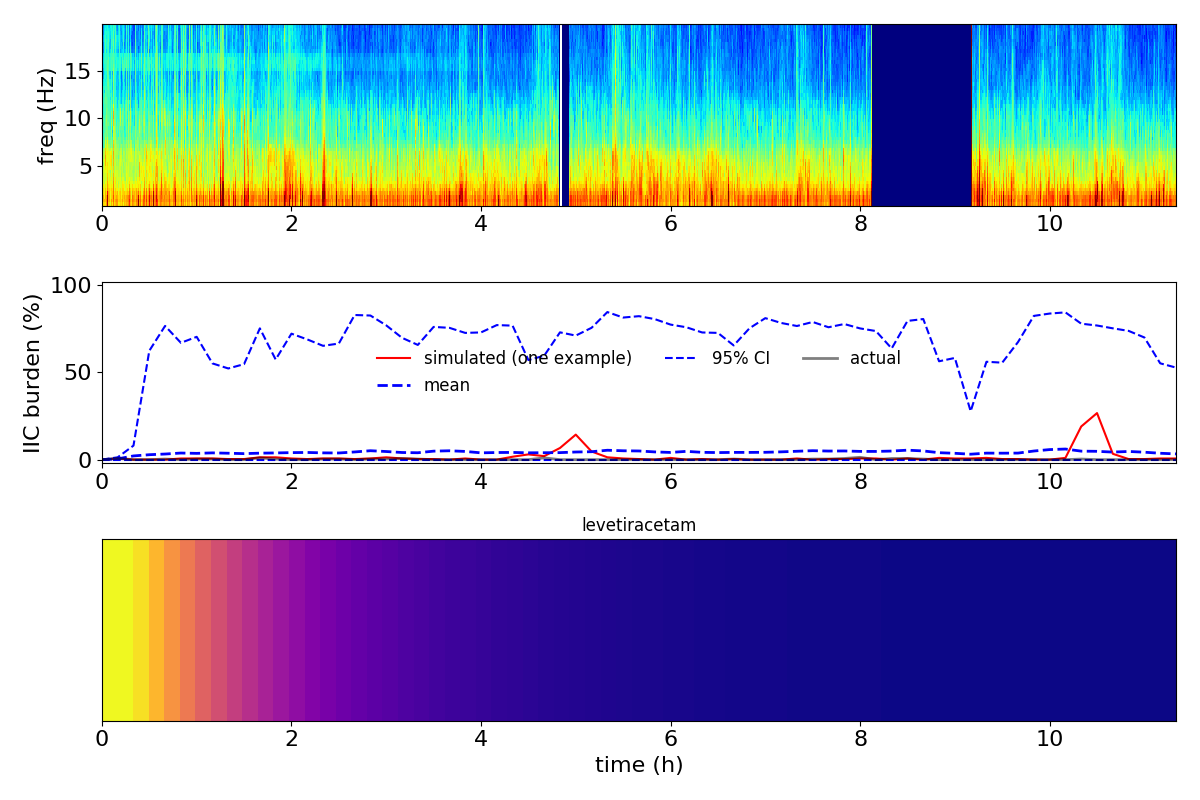 freq (Hz)
15
10
5
0 2 4 6 8 10
IIC burden (%)
100
50
0
simulated (one example) 95% CI actual
mean
0 2 4 6 8 10
levetiracetam
0 2 4 6 8 10
time (h)